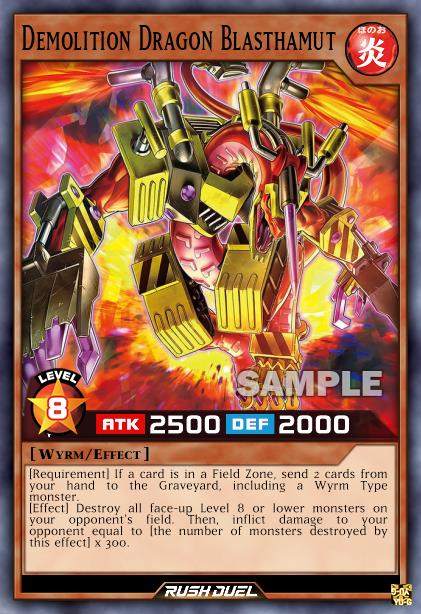 DEMOLITION DRAGON BLASTHAMUT
ほのお
炎
SAMPLE
LEVEL
8
ATK 2500 DEF 2000
[WYRM/EFFECT]
[Requirement] If a card is in a Field Zone, send 2 cards from
your hand to the Graveyard, including a Wyrm Type
monster.
[Effect] Destroy all face-up Level 8 or lower monsters on
your opponent's field. Then, inflict damage to your
opponent equal to [the number of monsters destroyed by
this effect] x 300.
RUSH DUEL